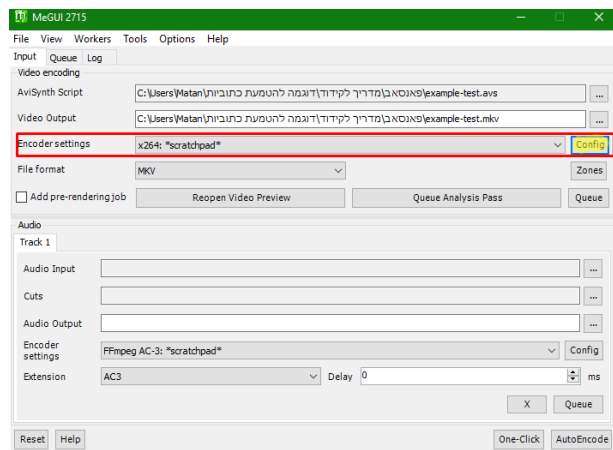 MeGUI 2715
File View Workers Tools Options Help
Input Queue Log
Video encoding
AviSynth Script C:\Users\Matan\פאנסאב\מדריך לקידוד\דוגמה להטמעת כתוביות\example-test.avs ...
Video Output C:\Users\Matan\פאנסאב\מדריך לקידוד\דוגמה להטמעת כתוביות\example-test.mkv ...
Encoder settings x264: *scratchpad* Config
File format MKV Zones
Add pre-rendering job Reopen Video Preview Queue Analysis Pass Queue
Audio
Track 1
Audio Input ...
Cuts ...
Audio Output ...
Encoder
settings FFmpeg AC-3: *scratchpad* Config
Extension AC3 Delay 0 ms
X Queue
Reset Help One-Click AutoEncode